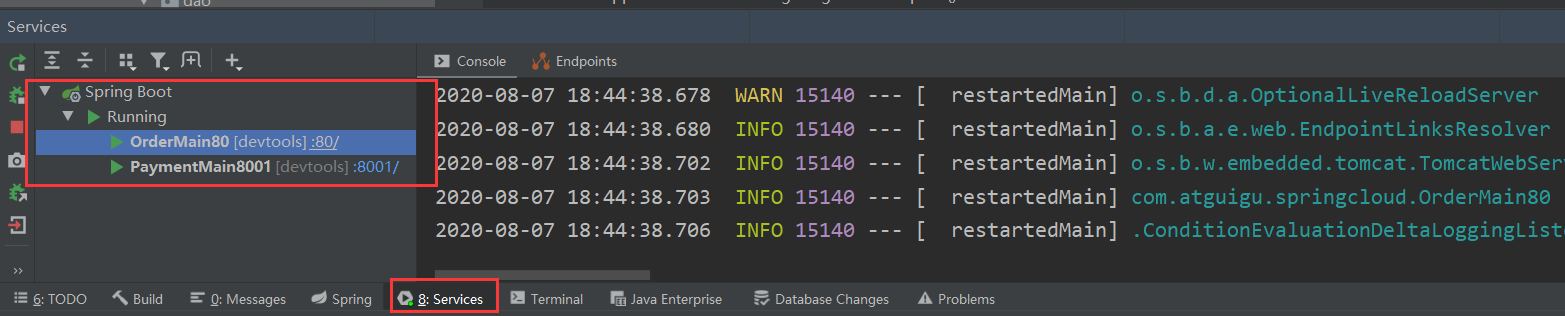 dao
Services
Console Endpoints
Spring Boot
Running
OrderMain80 [devtools] :80/
PaymentMain8001 [devtools] :8001/
2020-08-07 18:44:38.678 WARN 15140 --- [ restartedMain] o.s.b.d.a.OptionalLiveReloadServer
2020-08-07 18:44:38.680 INFO 15140 --- [ restartedMain] o.s.b.a.e.web.EndpointLinksResolver
2020-08-07 18:44:38.702 INFO 15140 --- [ restartedMain] o.s.b.w.embedded.tomcat.TomcatWebServ
2020-08-07 18:44:38.703 INFO 15140 --- [ restartedMain] com.atguigu.springcloud.OrderMain80
2020-08-07 18:44:38.706 INFO 15140 --- [ restartedMain] .ConditionEvaluationDeltaLoggingListe
6: TODO Build 0: Messages Spring 8: Services Terminal Java Enterprise Database Changes Problems